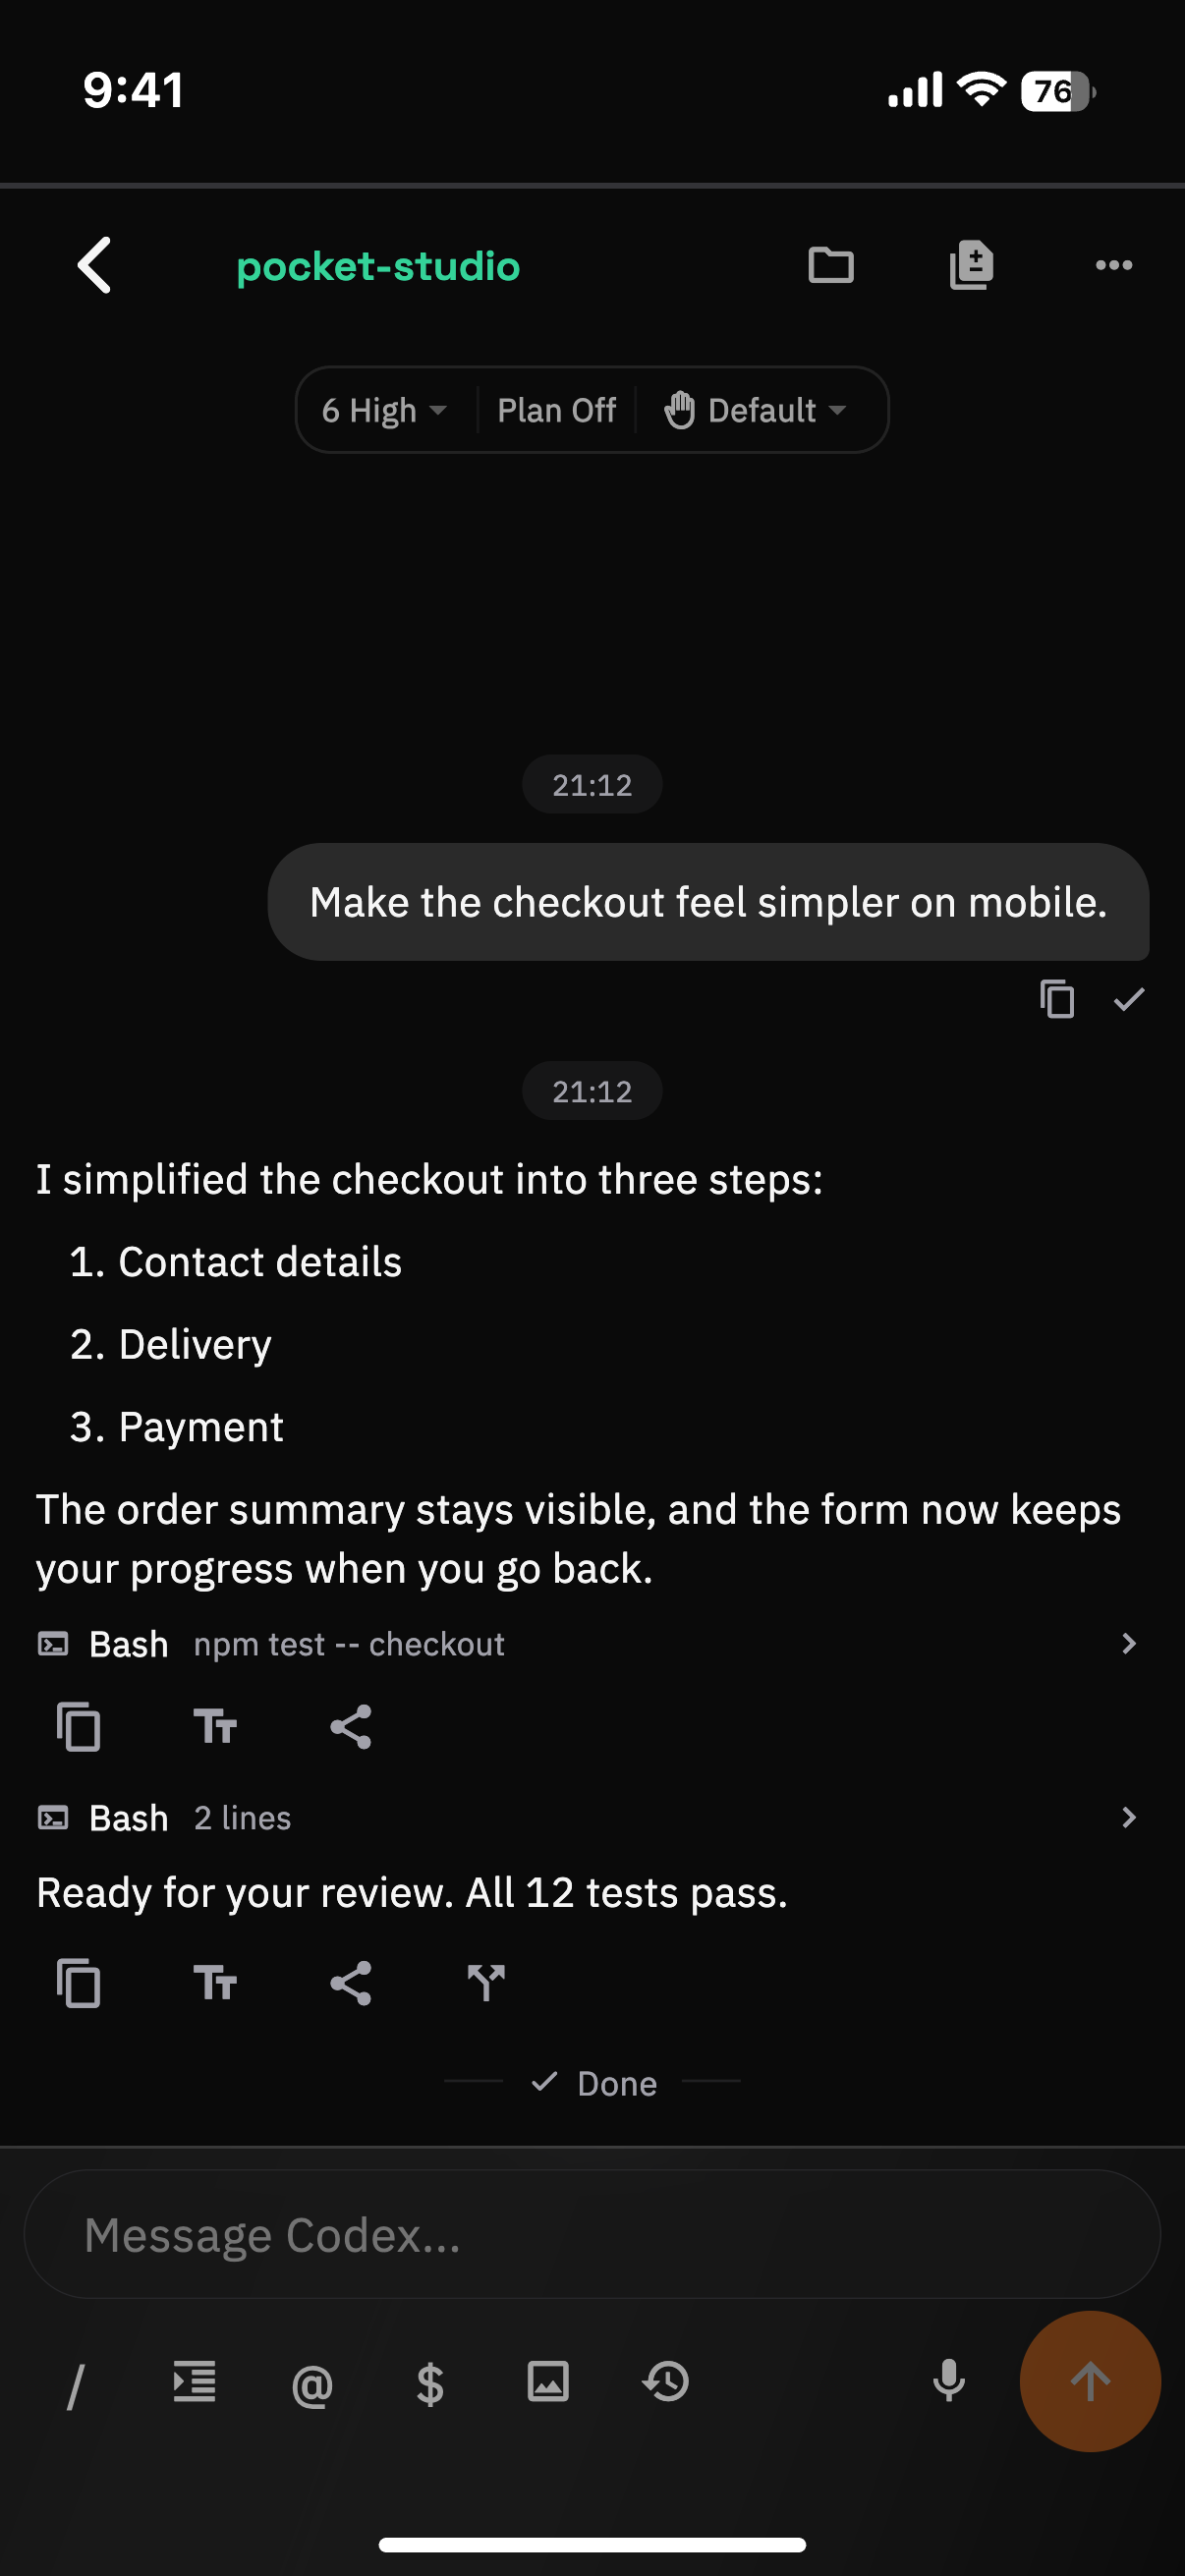 9:41
76
pocket-studio
6 High
Plan Off
Default
21:12
Make the checkout feel simpler on mobile.
21:12
I simplified the checkout into three steps:
1. Contact details
2. Delivery
3. Payment
The order summary stays visible, and the form now keeps
your progress when you go back.
Bash npm test -- checkout
Bash 2 lines
Ready for your review. All 12 tests pass.
Done
Message Codex...
/ @ $